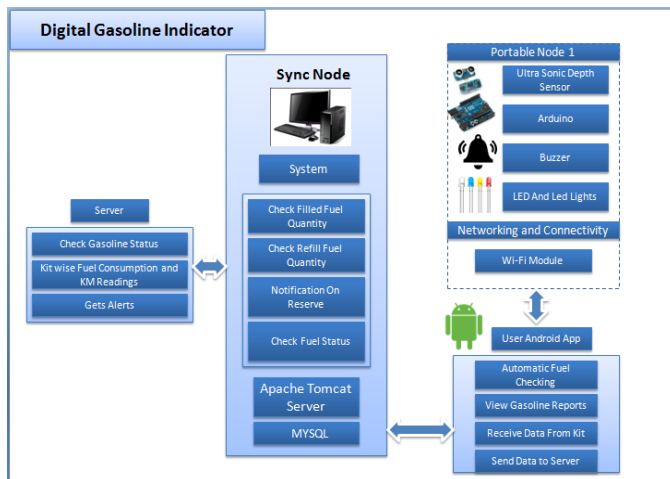 Digital Gasoline Indicator
Sync Node
System
Check Filled Fuel
Quantity
Check Refill Fuel
Quantity
Notification On
Reserve
Check Fuel Status
Apache Tomcat
Server
MYSQL
Server
Check Gasoline Status
Kit wise Fuel Consumption and
KM Readings
Gets Alerts
Portable Node 1
Ultra Sonic Depth
Sensor
Arduino
Buzzer
LED And Led Lights
Networking and Connectivity
Wi-Fi Module
User Android App
Automatic Fuel
Checking
View Gasoline Reports
Receive Data From Kit
Send Data to Server